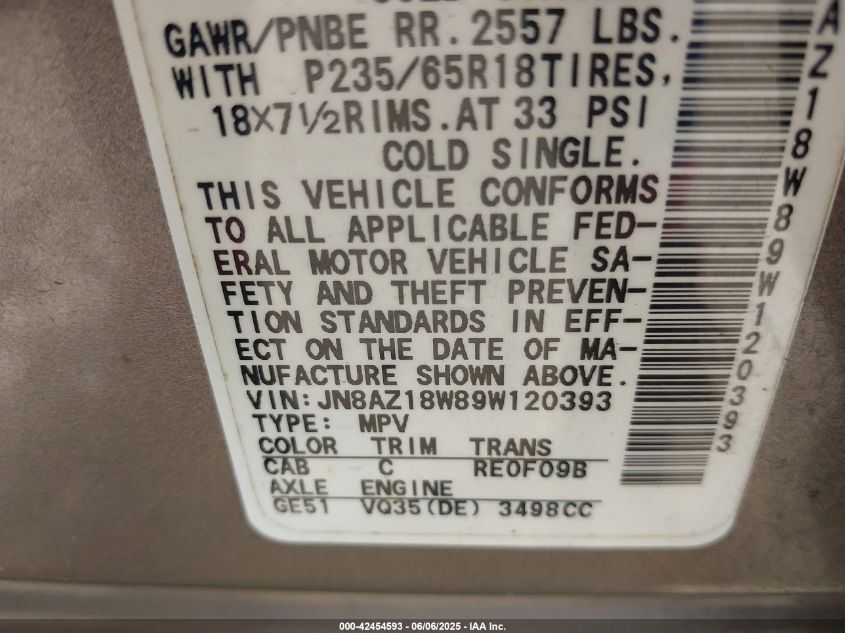 GAWR/PNBE RR. 2557 LBS.
WITH P235/65R18TIRES,
18X7½RIMS.AT 33 PSI
COLD SINGLE.
THIS VEHICLE CONFORMS
TO ALL APPLICABLE FED-
ERAL MOTOR VEHICLE SA-
FETY AND THEFT PREVEN-
TION STANDARDS IN EFF-
ECT ON THE DATE OF MA-
NUFACTURE SHOWN ABOVE.
VIN:JN8AZ18W89W120393
TYPE: MPV
COLOR TRIM TRANS
CAB C RE0F09B
AXLE ENGINE
GE51 VQ35(DE) 3498CC
AZ18W89W120393
000-42454593 - 06/06/2025 - IAA Inc.